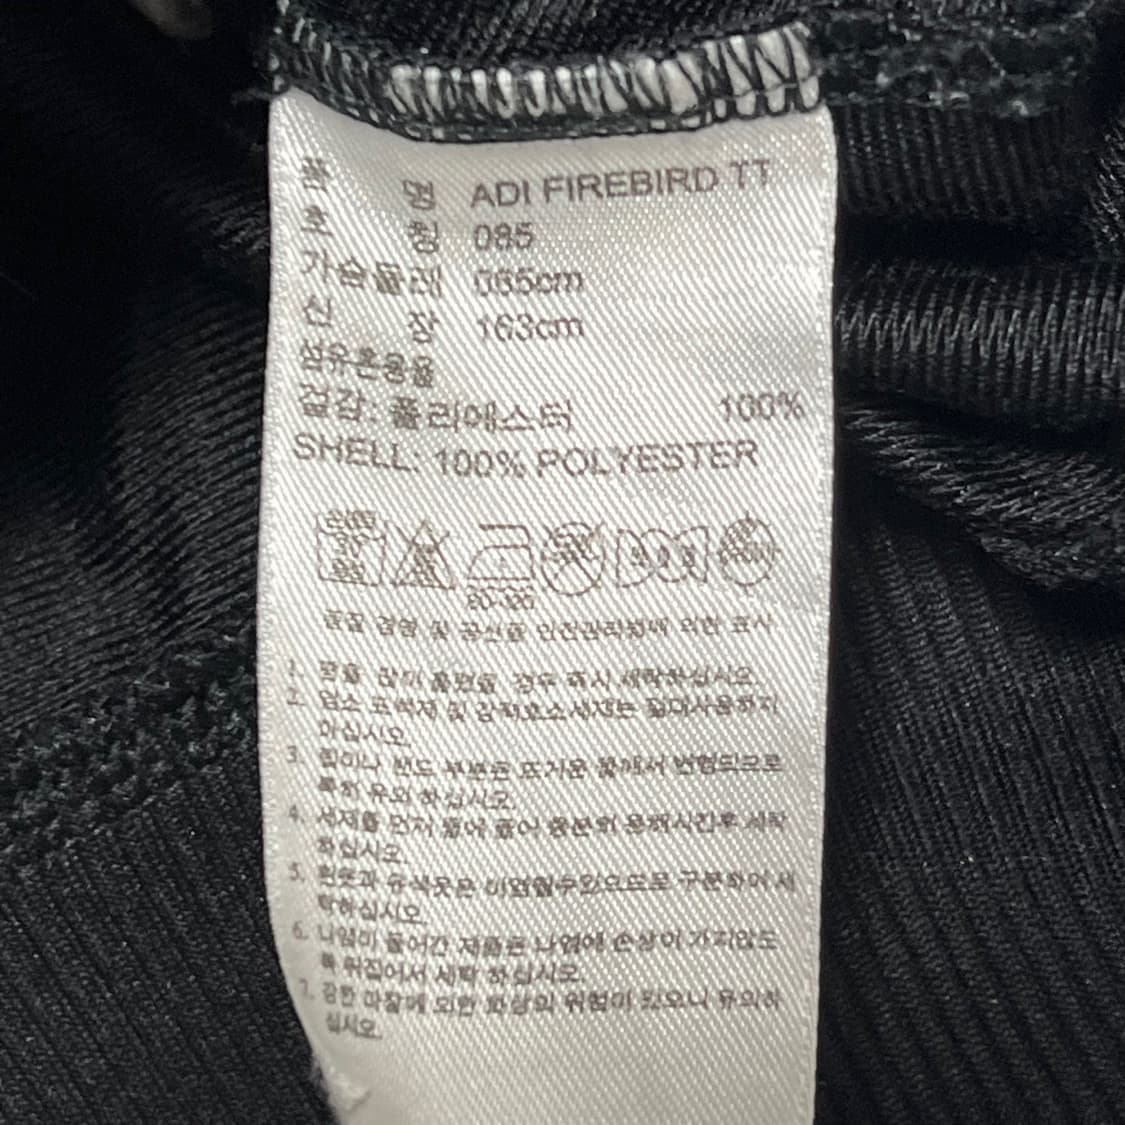 품 명 ADI FIREBIRD TT
호 칭 085
가슴둘레 085cm
신 장 163cm
섬유혼용율
겉감: 폴리에스터 100%
SHELL: 100% POLYESTER
80-120
품질 경영 및 공산품 안전관리법에 의한 표시
1. 땀을 많이 흘렸을 경우 즉시 세탁하십시오.
2. 염소 표백제 및 강력효소세제는 절대사용하지
마십시오.
3. 힙이나 밴드 부분은 뜨거운 물에서 변형되므로
특히 유의 하십시오.
4. 세제를 먼저 물에 풀어 충분히 용해시킨후 세탁
하십시오.
5. 흰옷과 유색옷은 이염될수있으므로 구분하여 세
탁하십시오.
6. 나염이 들어간 제품은 나염에 손상이 가지않도
록 뒤집어서 세탁 하십시오.
7. 강한 마찰에 의한 화상의 위험이 있으니 유의하
십시오.